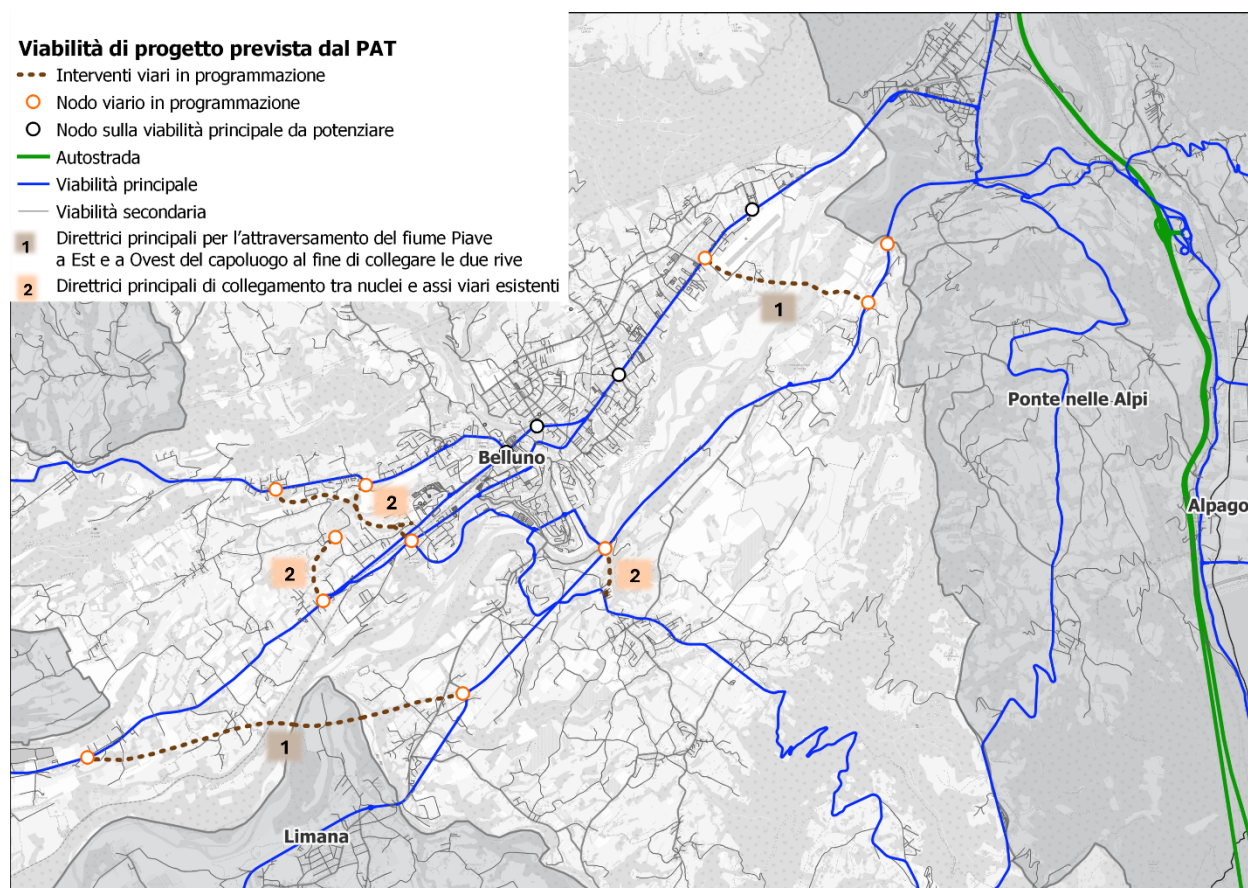 Viabilità di progetto prevista dal PAT
Interventi viari in programmazione
Nodo viario in programmazione
Nodo sulla viabilità principale da potenziare
Autostrada
Viabilità principale
Viabilità secondaria
1 Direttrici principali per l'attraversamento del fiume Piave
a Est e a Ovest del capoluogo al fine di collegare le due rive
2 Direttrici principali di collegamento tra nuclei e assi viari esistenti
1
Ponte nelle Alpi
Belluno
2
Alpago
2
2
1
Limana